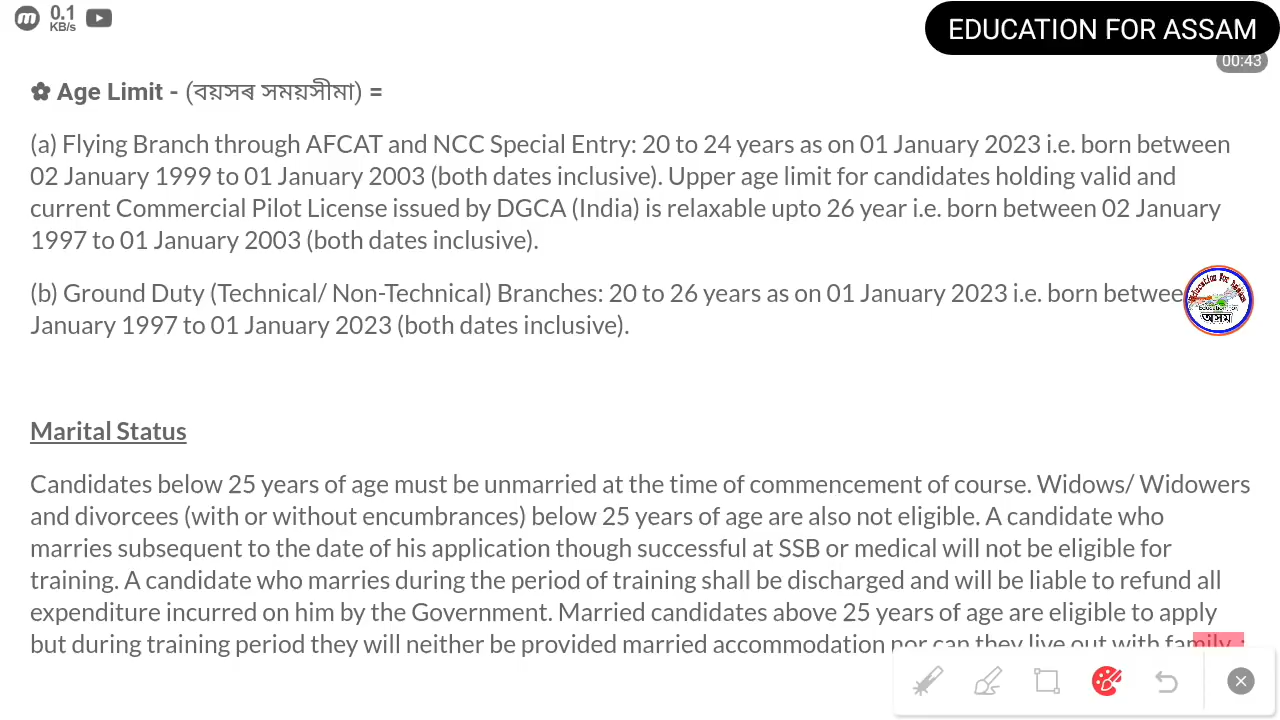 0.1
KB/s
EDUCATION FOR ASSAM
00:43
✿ Age Limit - (বয়সৰ সময়সীমা) =
(a) Flying Branch through AFCAT and NCC Special Entry: 20 to 24 years as on 01 January 2023 i.e. born between
02 January 1999 to 01 January 2003 (both dates inclusive). Upper age limit for candidates holding valid and
current Commercial Pilot License issued by DGCA (India) is relaxable upto 26 year i.e. born between 02 January
1997 to 01 January 2003 (both dates inclusive).
(b) Ground Duty (Technical/ Non-Technical) Branches: 20 to 26 years as on 01 January 2023 i.e. born betwee
January 1997 to 01 January 2023 (both dates inclusive).
অসম
Marital Status
Candidates below 25 years of age must be unmarried at the time of commencement of course. Widows/ Widowers
and divorcees (with or without encumbrances) below 25 years of age are also not eligible. A candidate who
marries subsequent to the date of his application though successful at SSB or medical will not be eligible for
training. A candidate who marries during the period of training shall be discharged and will be liable to refund all
expenditure incurred on him by the Government. Married candidates above 25 years of age are eligible to apply
but during training period they will neither be provided married accommodation nor can they live out with family.